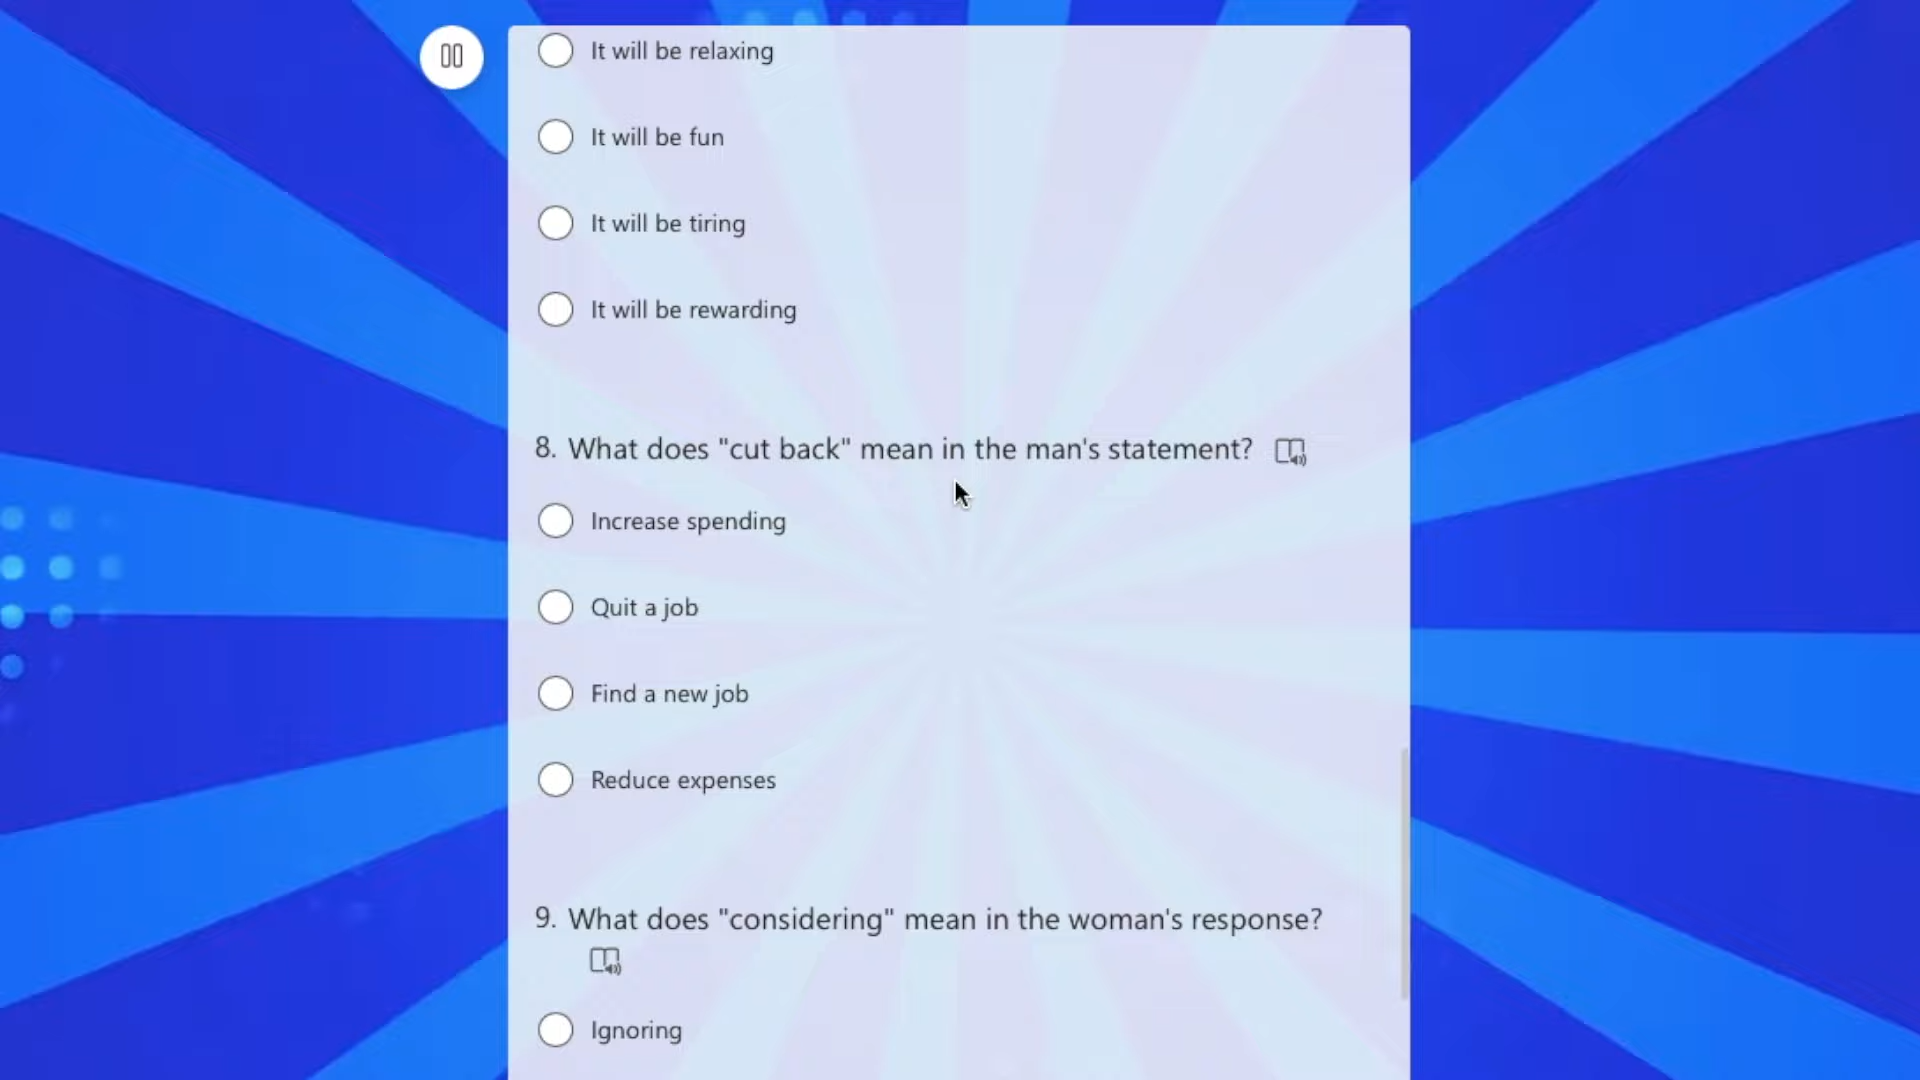 It will be relaxing
It will be fun
It will be tiring
It will be rewarding
8. What does "cut back" mean in the man's statement?
Increase spending
Quit a job
Find a new job
Reduce expenses
9. What does "considering" mean in the woman's response?
Ignoring